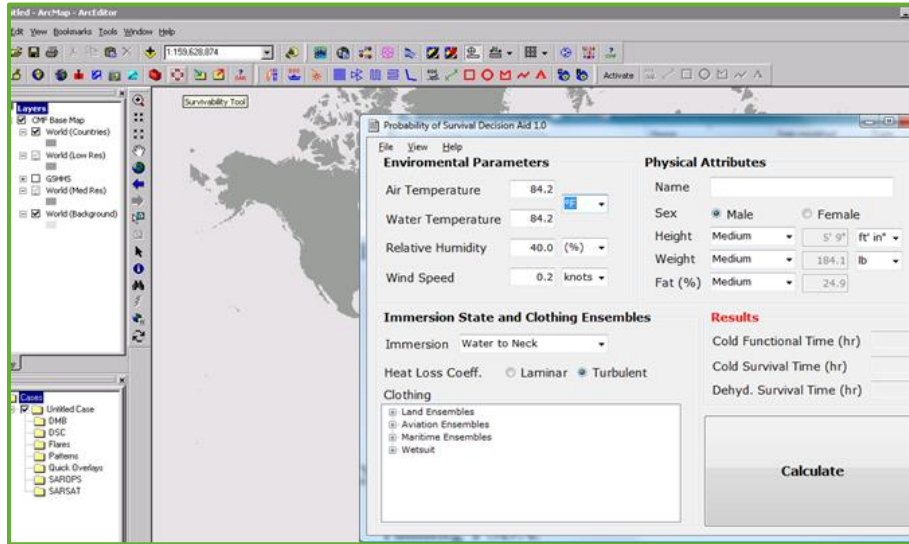 ntitled - ArcMap - ArcEditor
Edit View Bookmarks Tools Window Help
1:159,628,874
Activate
Survivability Tool
Layers
CMF Base Map
World (Countries)
World (Low Res)
GSHHS
World (Med Res)
World (Background)
Cases
Untitled Case
DMB
DSC
Flares
Patterns
Quick Overlays
SAROPS
SARSAT
Probability of Survival Decision Aid 1.0
File View Help
Enviromental Parameters
Air Temperature 84.2
°F
Water Temperature 84.2
Relative Humidity 40.0 (%)
Wind Speed 0.2 knots
Physical Attributes
Name
Sex Male Female
Height Medium 5' 9" ft' in"
Weight Medium 184.1 lb
Fat (%) Medium 24.9
Immersion State and Clothing Ensembles
Immersion Water to Neck
Heat Loss Coeff. Laminar Turbulent
Clothing
Land Ensembles
Aviation Ensembles
Maritime Ensembles
Wetsuit
Results
Cold Functional Time (hr)
Cold Survival Time (hr)
Dehyd. Survival Time (hr)
Calculate